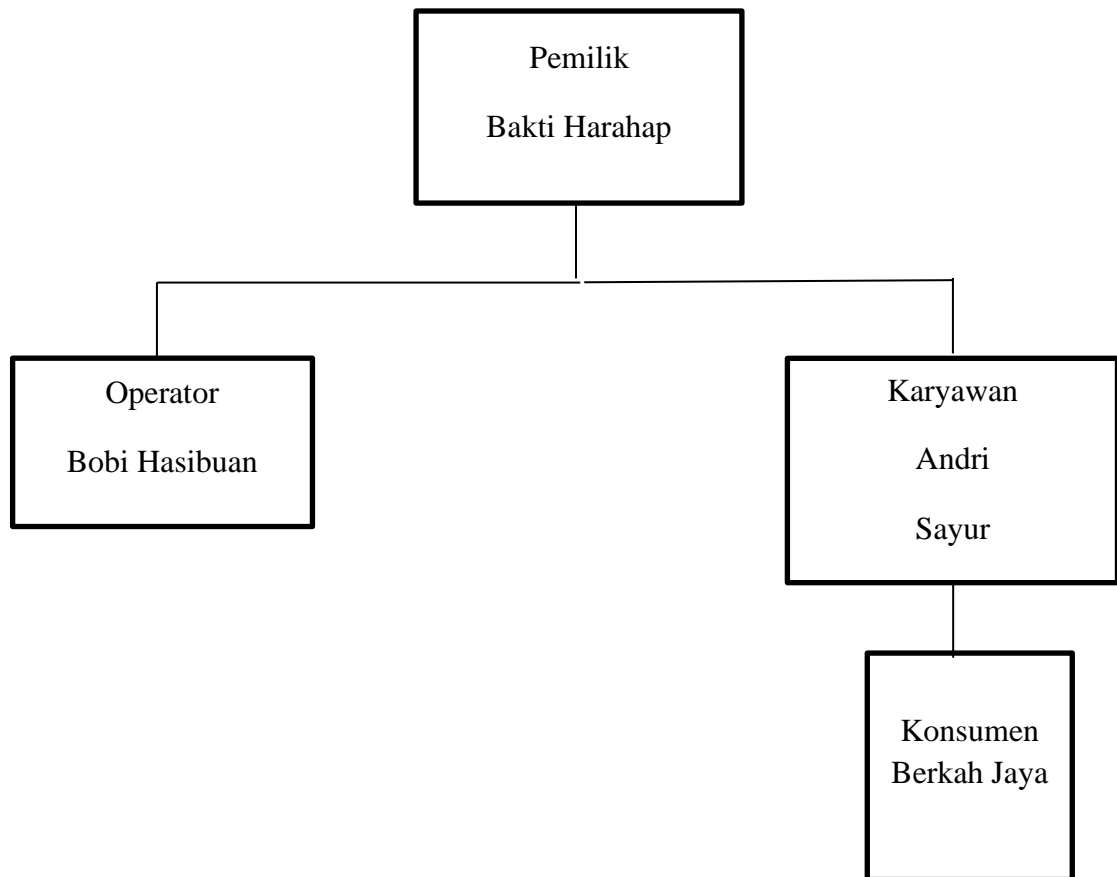 Pemilik
Bakti Harahap
Operator
Bobi Hasibuan
Karyawan
Andri
Sayur
Konsumen
Berkah Jaya